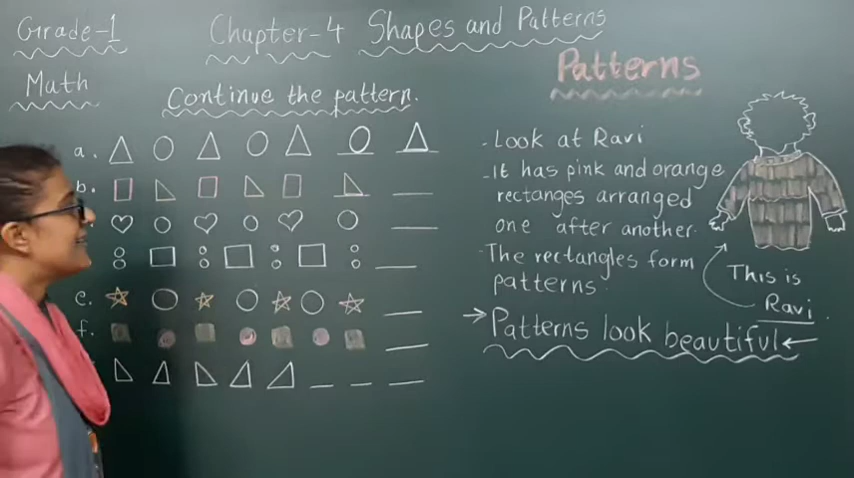 Grade-1
Chapter-4 Shapes and Patterns
Math
Patterns
Continue the pattern.
a.
b.
e.
f.
- Look at Ravi
- It has pink and orange
rectanges arranged
one after another.
- The rectangles form
patterns.
→ Patterns look beautiful ←
This is
Ravi.